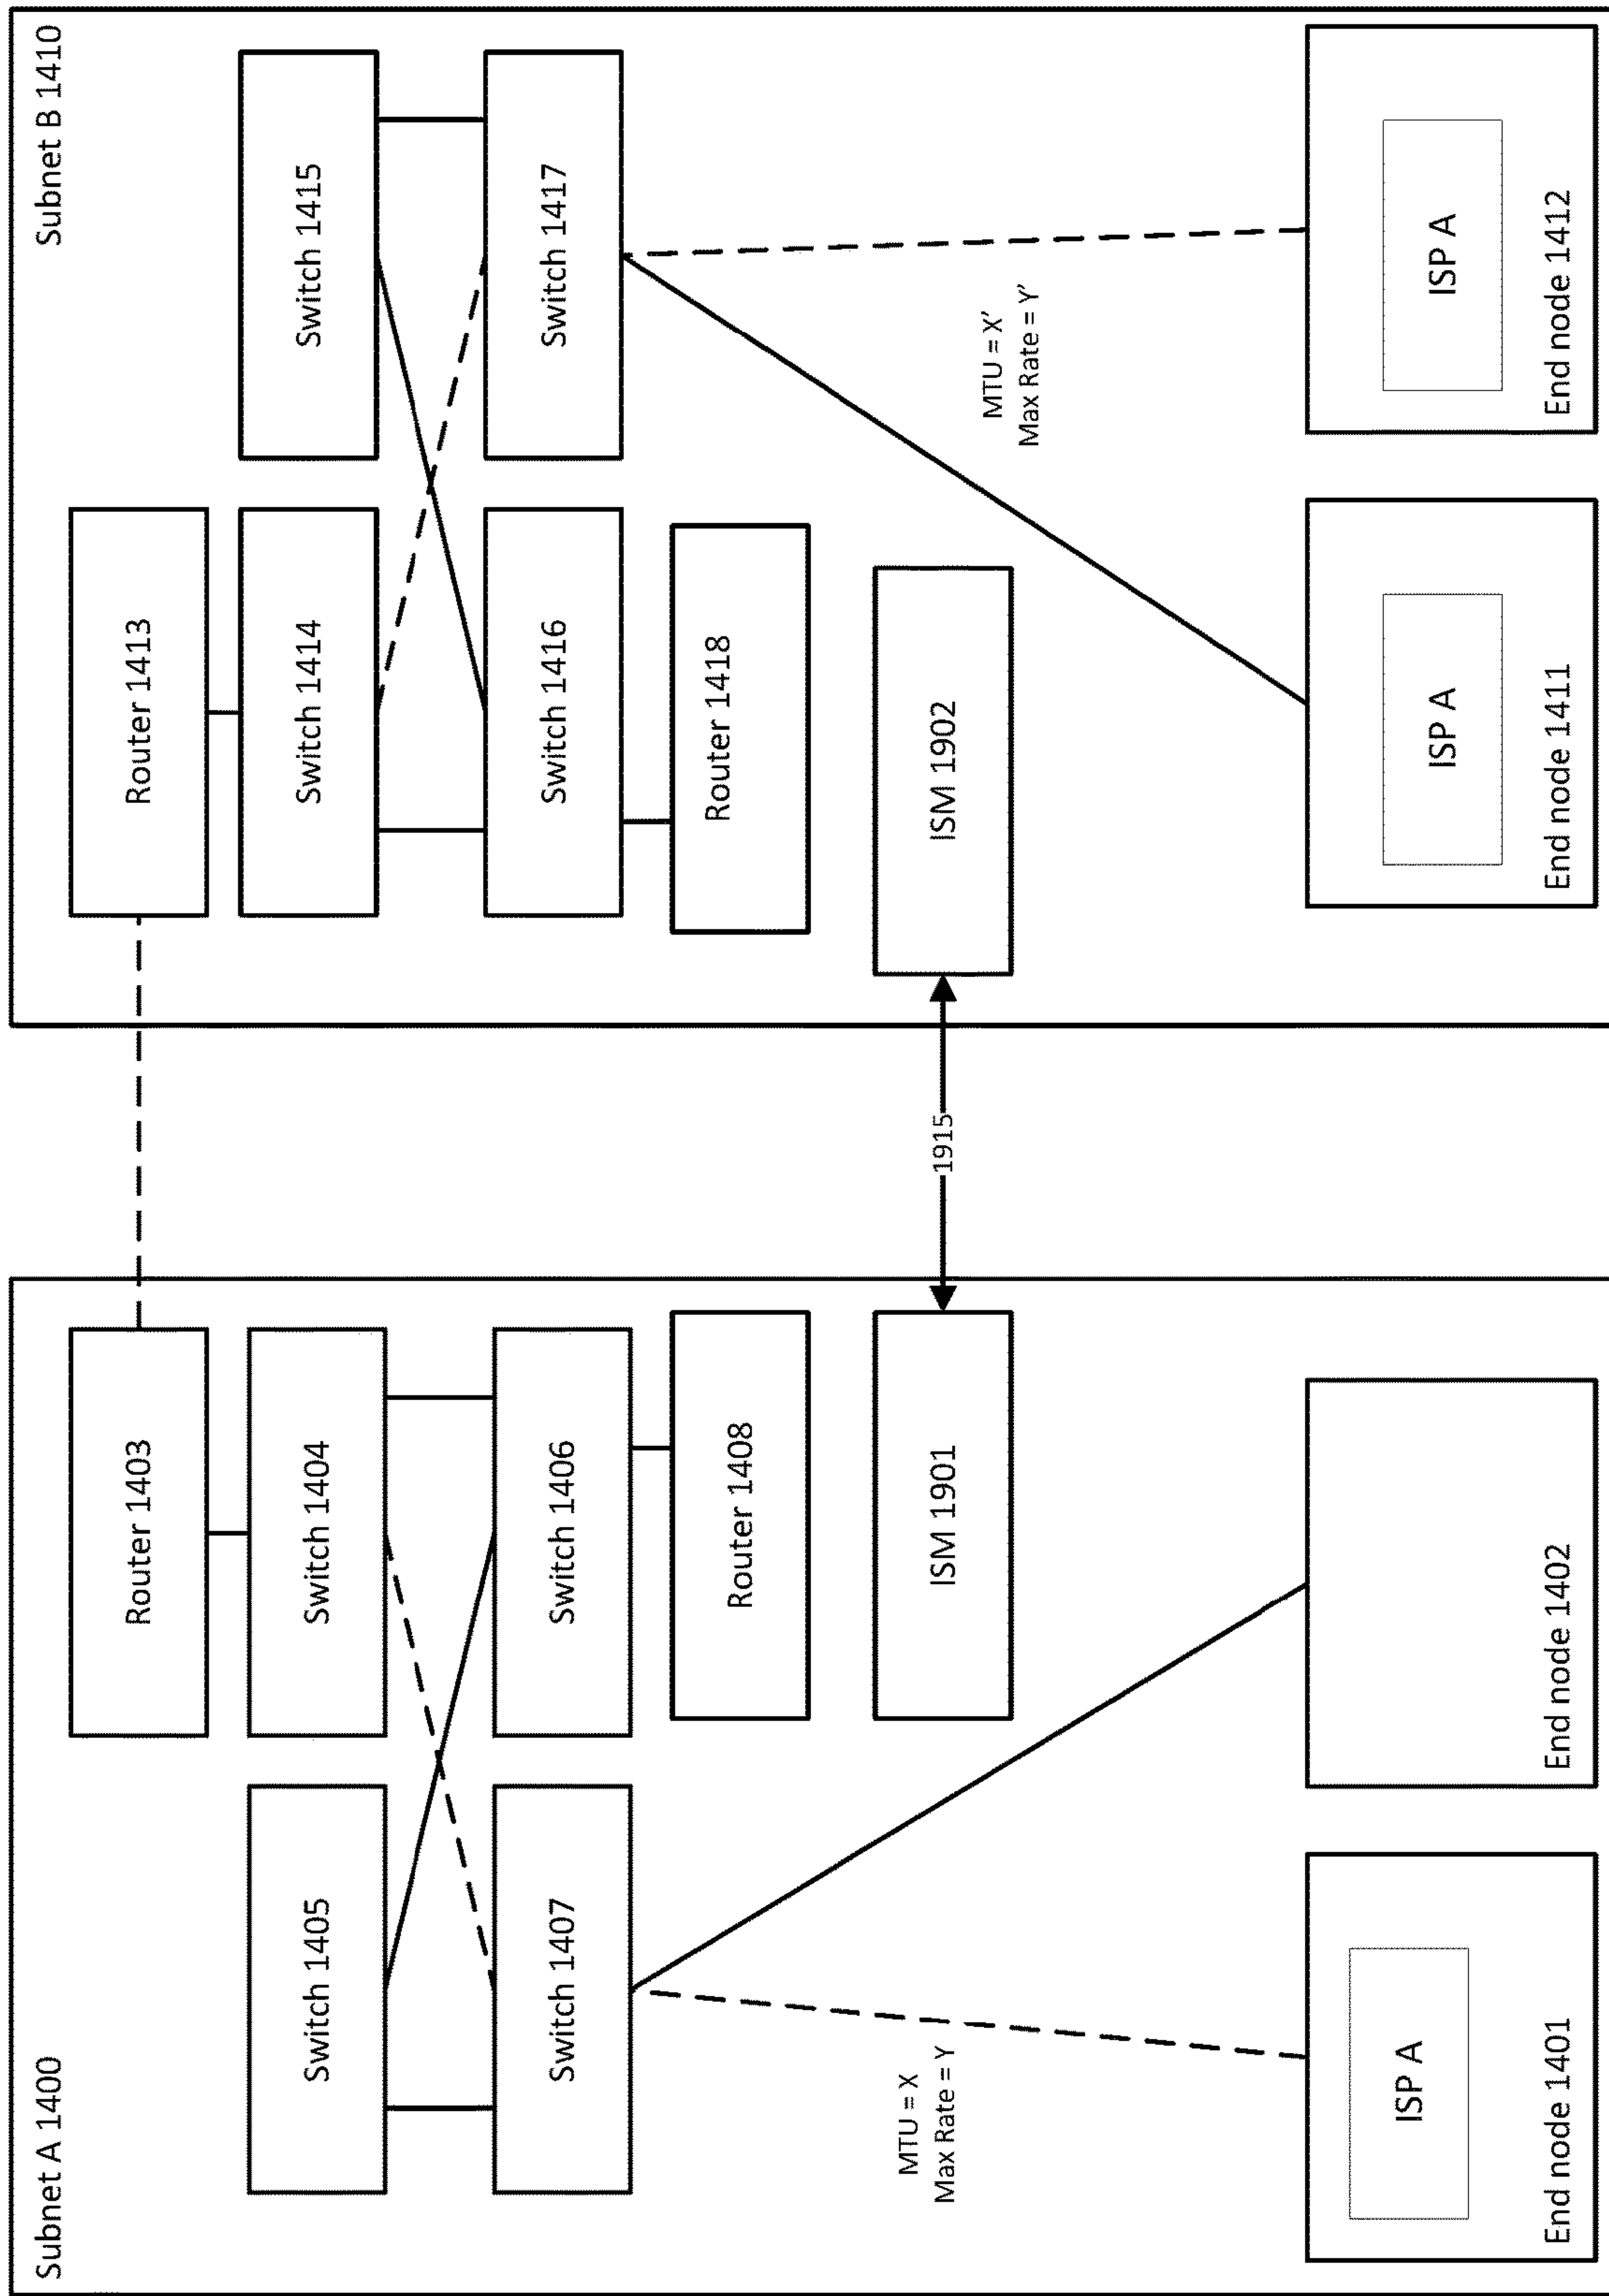 Subnet A 1400
Router 1403
Switch 1405
Switch 1404
Switch 1407
Switch 1406
Router 1408
ISM 1901
MTU = X
Max Rate = Y
ISP A
End node 1401
End node 1402
1915
Subnet B 1410
Router 1413
Switch 1414
Switch 1415
Switch 1416
Switch 1417
Router 1418
ISM 1902
MTU = X’
Max Rate = Y’
ISP A
End node 1411
ISP A
End node 1412